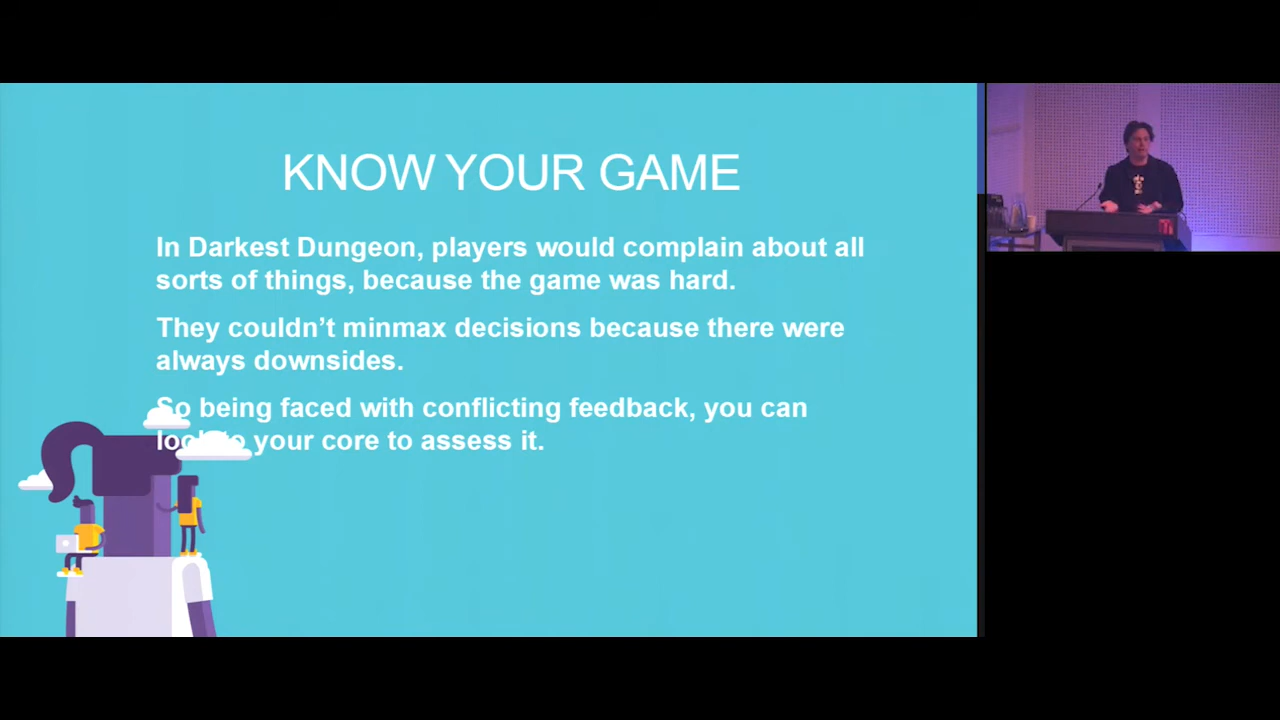 KNOW YOUR GAME
In Darkest Dungeon, players would complain about all
sorts of things, because the game was hard.
They couldn’t minmax decisions because there were
always downsides.
So being faced with conflicting feedback, you can
look to your core to assess it.